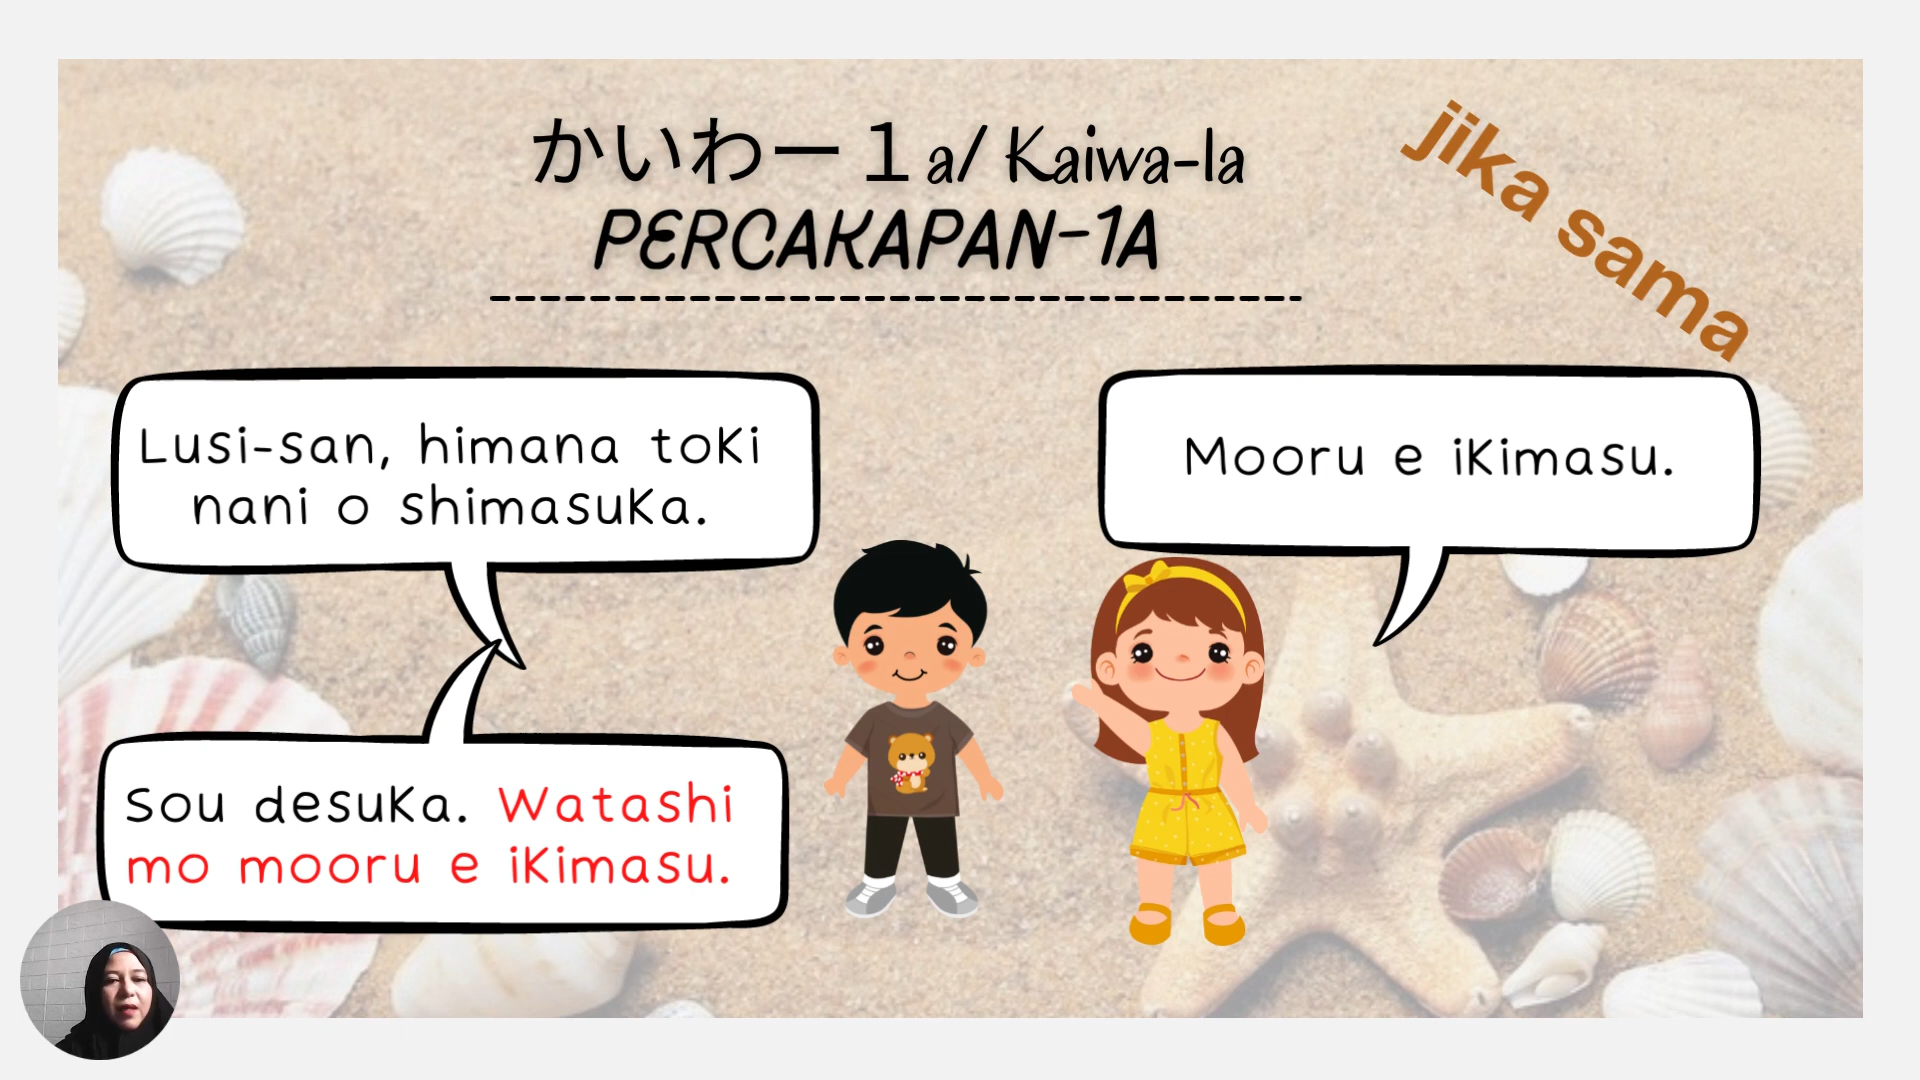 かいわー１a/ Kaiwa-1a
PERCAKAPAN-1A
jika sama
Lusi-san, himana toki
nani o shimasuka.
Mooru e ikimasu.
Sou desuka. Watashi
mo mooru e ikimasu.